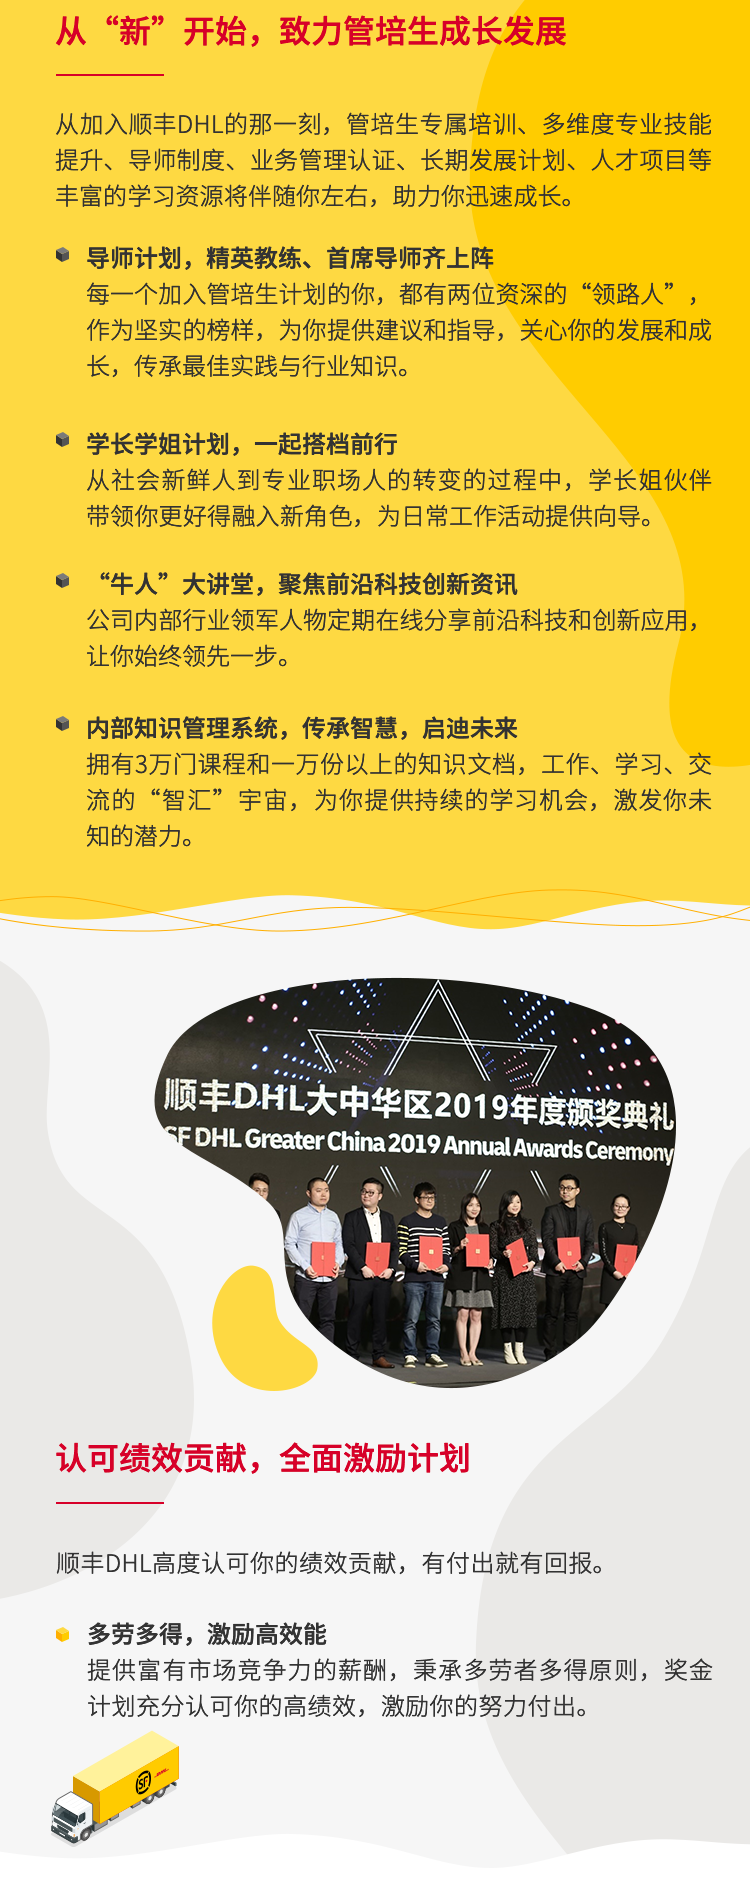 从“新”开始，致力管培生成长发展
从加入顺丰DHL的那一刻，管培生专属培训、多维度专业技能
提升、导师制度、业务管理认证、长期发展计划、人才项目等
丰富的学习资源将伴随你左右，助力你迅速成长。
导师计划，精英教练、首席导师齐上阵
每一个加入管培生计划的你，都有两位资深的“领路人”，
作为坚实的榜样，为你提供建议和指导，关心你的发展和成
长，传承最佳实践与行业知识。
学长学姐计划，一起搭档前行
从社会新鲜人到专业职场人的转变的过程中，学长姐伙伴
带领你更好得融入新角色，为日常工作活动提供向导。
“牛人”大讲堂，聚焦前沿科技创新资讯
公司内部行业领军人物定期在线分享前沿科技和创新应用，
让你始终领先一步。
内部知识管理系统，传承智慧，启迪未来
拥有3万门课程和一万份以上的知识文档，工作、学习、交
流的“智汇”宇宙，为你提供持续的学习机会，激发你未
知的潜力。
顺丰DHL大中华区2019年度颁奖典礼
SF DHL Greater China 2019 Annual Awards Ceremony
认可绩效贡献，全面激励计划
顺丰DHL高度认可你的绩效贡献，有付出就有回报。
多劳多得，激励高效能
提供富有市场竞争力的薪酬，秉承多劳者多得原则，奖金
计划充分认可你的高绩效，激励你的努力付出。
SF DHL